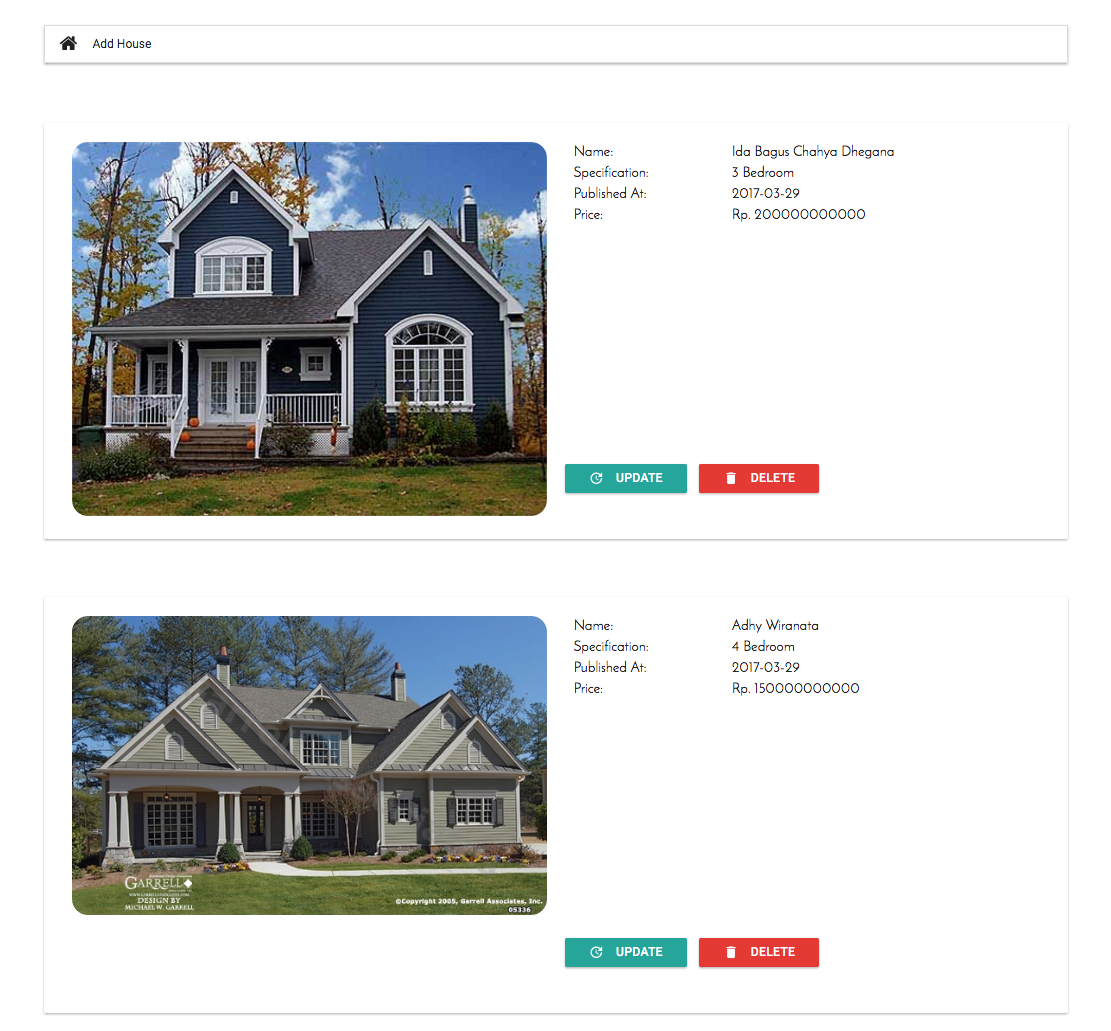 Add House
Name: Ida Bagus Chahya Dhegana
Specification: 3 Bedroom
Published At: 2017-03-29
Price: Rp. 200000000000
UPDATE DELETE
Name: Adhy Wiranata
Specification: 4 Bedroom
Published At: 2017-03-29
Price: Rp. 150000000000
GARRELL
DESIGN BY
MICHAEL W. GARRELL
©Copyright 2005, Garrell Associates, Inc.
05336
UPDATE DELETE